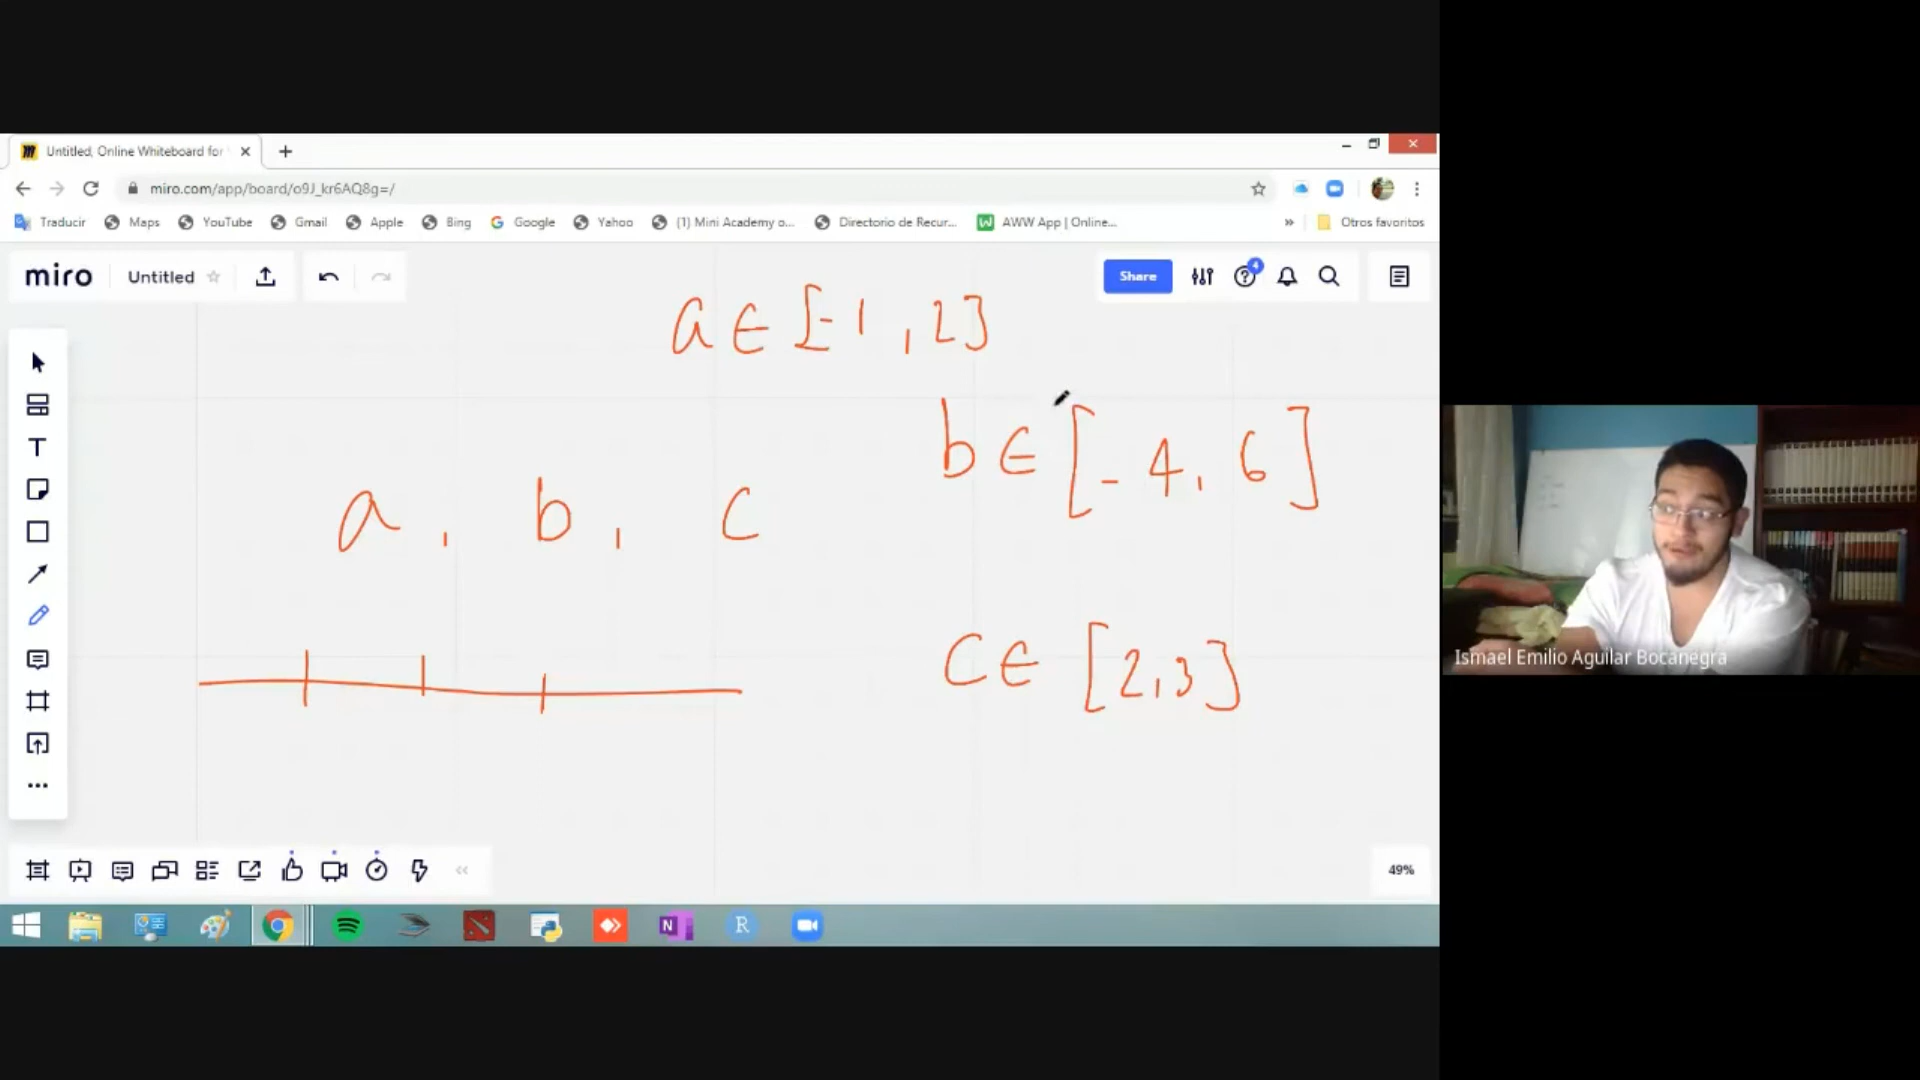 Untitled, Online Whiteboard for
miro.com/app/board/o9J_kr6AQ8g=/
Traducir Maps YouTube Gmail Apple Bing Google Yahoo (1) Mini Academy o... Directorio de Recur... AWW App | Online... » Otros favoritos
miro Untitled Share 4
a ∈ [-1, 2]
b ∈ [-4, 6]
a, b, c
c ∈ [2,3]
Ismael Emilio Aguilar Bocanegra
49%
N R